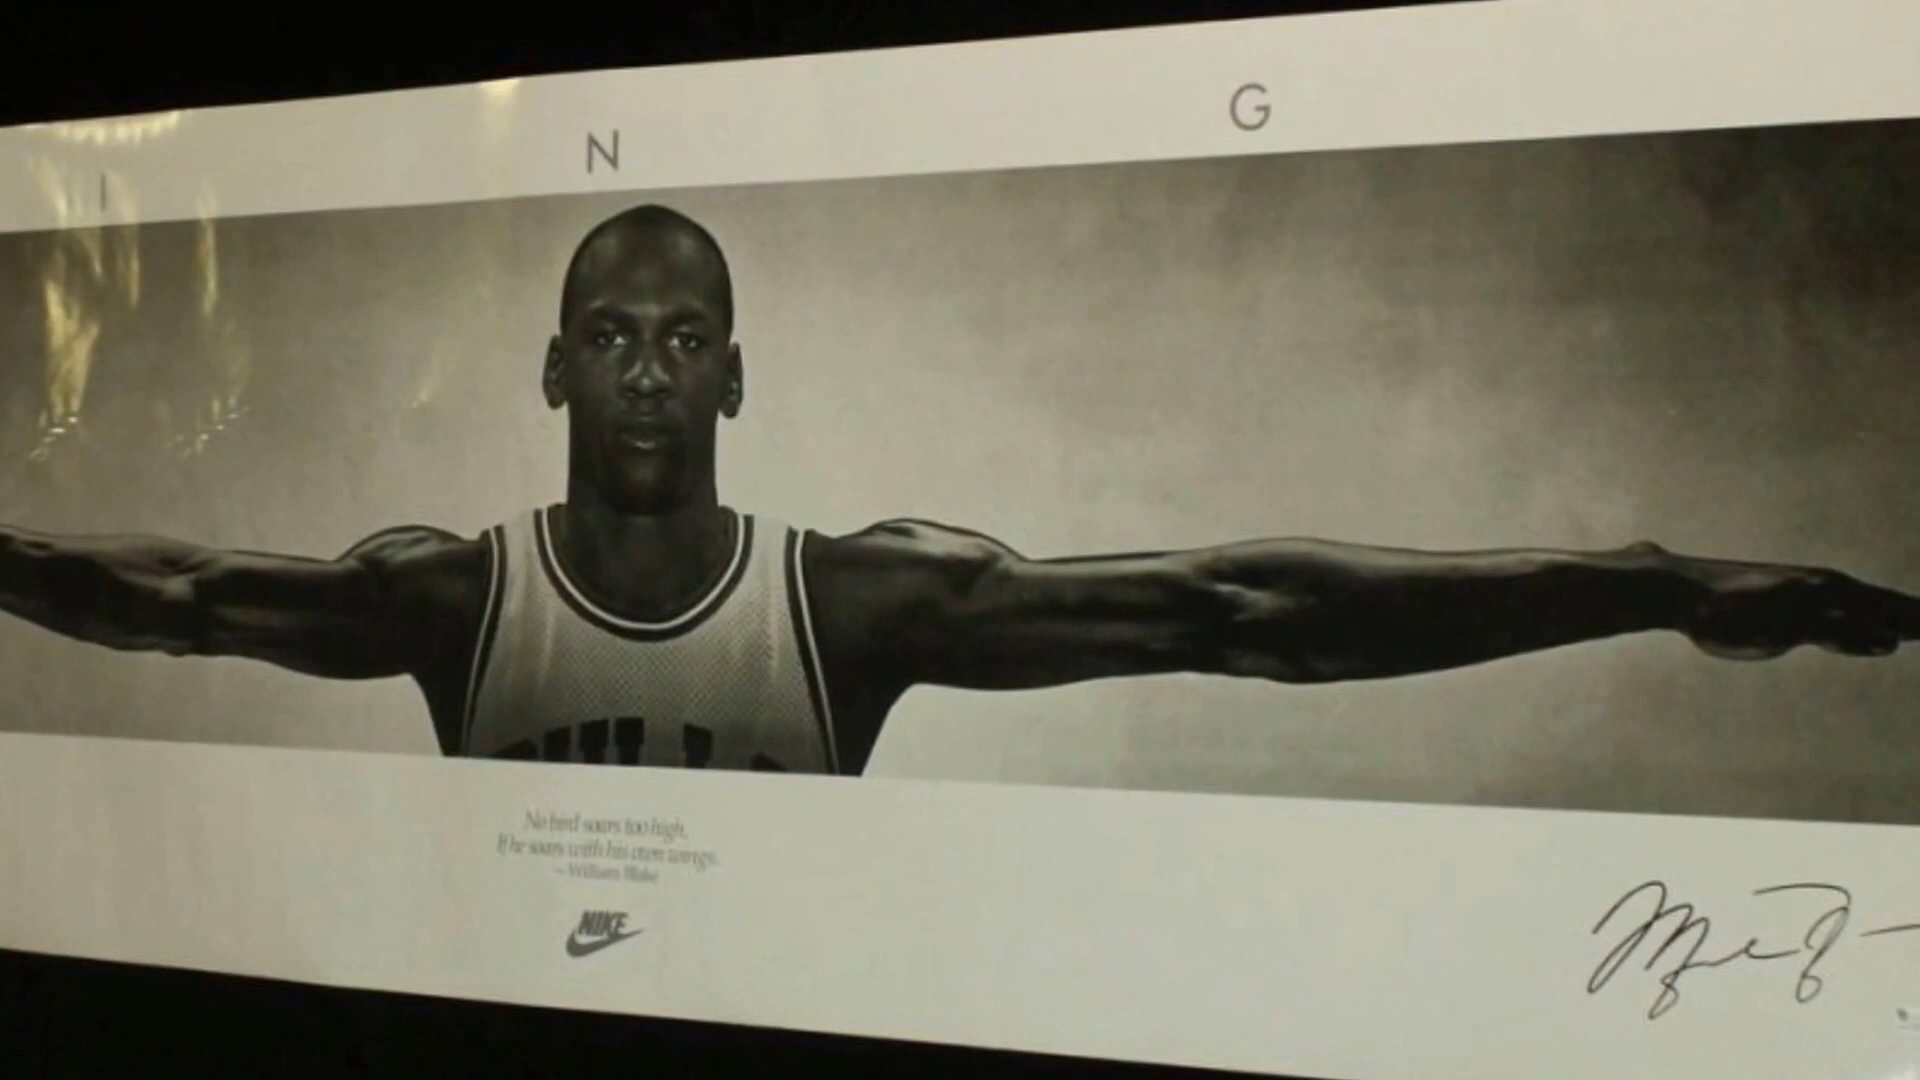 I N G
No bird soars too high,
If he soars with his own wings.
– William Blake
NIKE